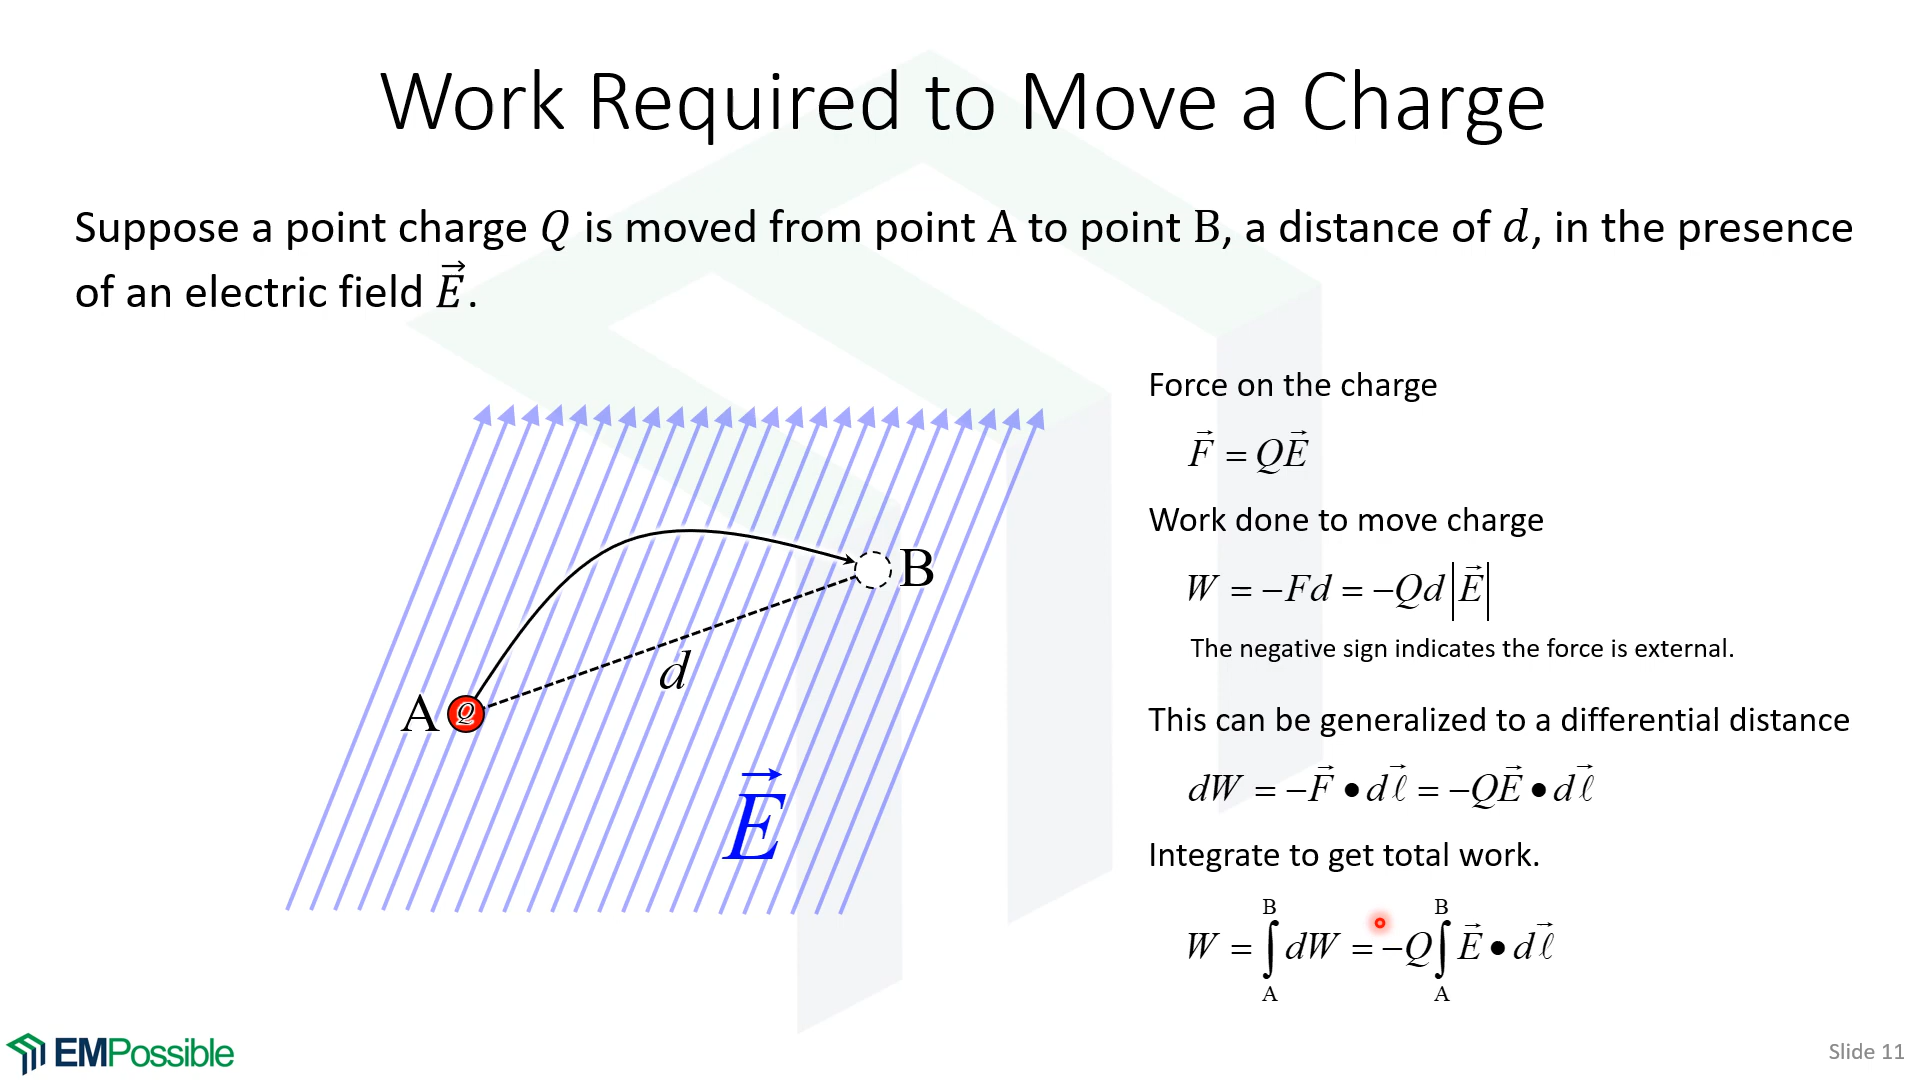 Work Required to Move a Charge
Suppose a point charge Q is moved from point A to point B, a distance of d, in the presence
of an electric field E⃗.
Force on the charge
F⃗ = QE⃗
Work done to move charge
W = −Fd = −Qd|E⃗|
The negative sign indicates the force is external.
This can be generalized to a differential distance
dW = −F⃗ • dℓ⃗ = −QE⃗ • dℓ⃗
Integrate to get total work.
W = ∫_A^B dW = −Q ∫_A^B E⃗ • dℓ⃗
B
d
A Q
E⃗
EMPossible
Slide 11